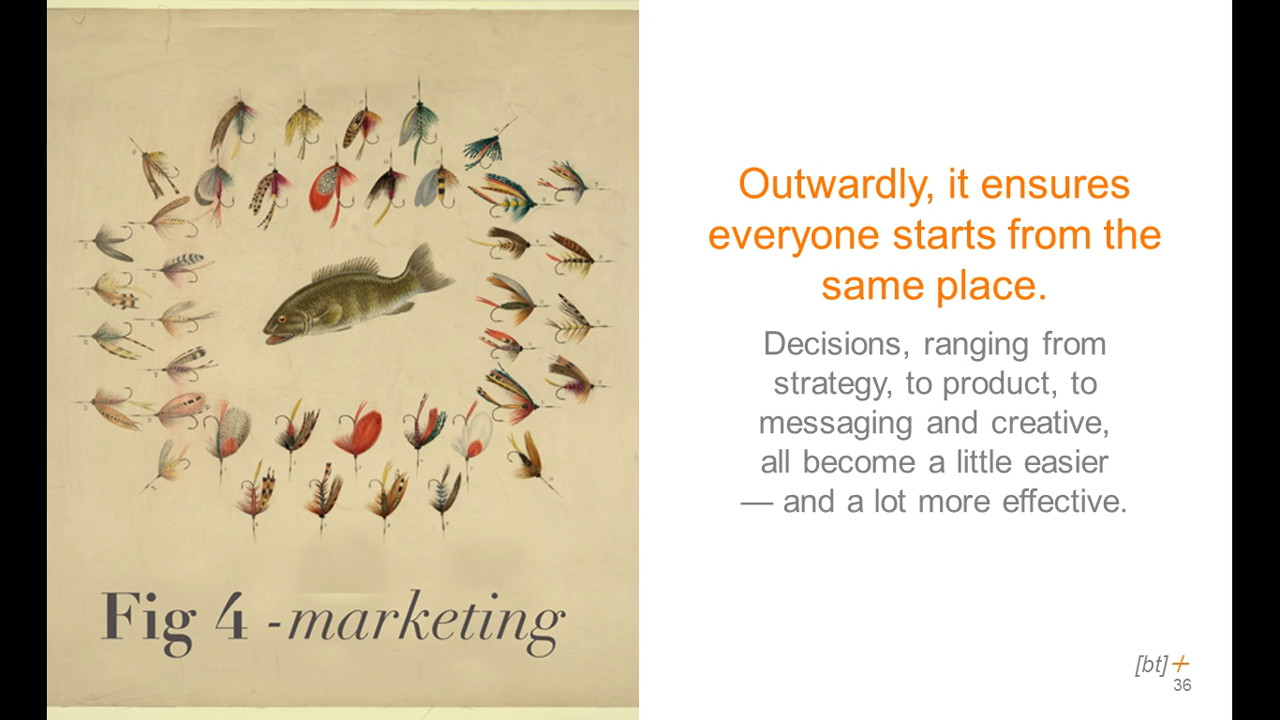 Fig 4 -marketing
Outwardly, it ensures
everyone starts from the
same place.
Decisions, ranging from
strategy, to product, to
messaging and creative,
all become a little easier
— and a lot more effective.
[bt]+
36